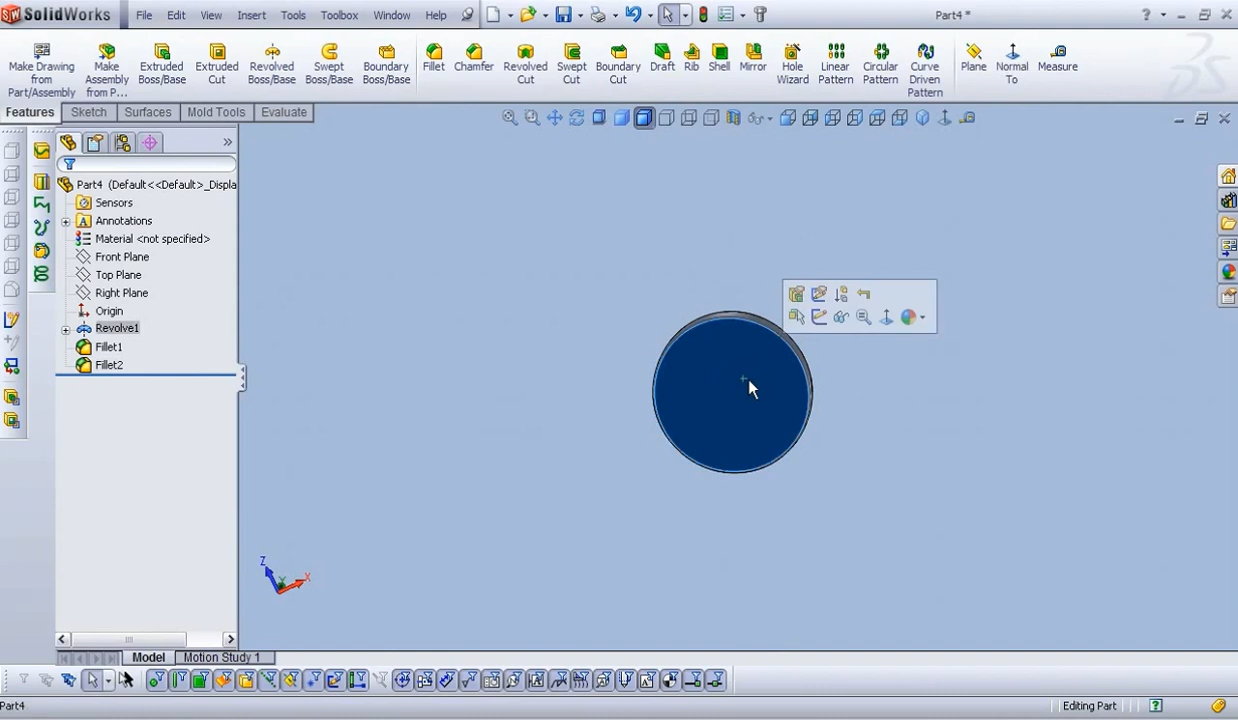 SolidWorks File Edit View Insert Tools Toolbox Window Help Part4 *
Make Drawing from Part/Assembly
Make Assembly from P...
Extruded Boss/Base
Extruded Cut
Revolved Boss/Base
Swept Boss/Base
Boundary Boss/Base
Fillet
Chamfer
Revolved Cut
Swept Cut
Boundary Cut
Draft
Rib
Shell
Mirror
Hole Wizard
Linear Pattern
Circular Pattern
Curve Driven Pattern
Plane
Normal To
Measure
Features Sketch Surfaces Mold Tools Evaluate
Part4 (Default<<Default>_Displa
Sensors
Annotations
Material <not specified>
Front Plane
Top Plane
Right Plane
Origin
Revolve1
Fillet1
Fillet2
Z
X
Y
Model Motion Study 1
Part4 Editing Part